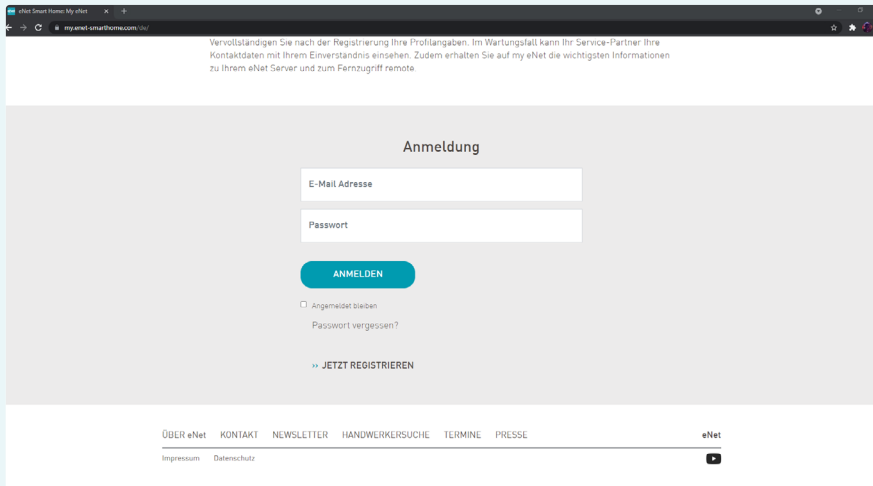 eNet Smart Home: My eNet
my.enet-smarthome.com/de/
Vervollständigen Sie nach der Registrierung Ihre Profilangaben. Im Wartungsfall kann Ihr Service-Partner Ihre
Kontaktdaten mit Ihrem Einverständnis einsehen. Zudem erhalten Sie auf my eNet die wichtigsten Informationen
zu Ihrem eNet Server und zum Fernzugriff remote.
Anmeldung
E-Mail Adresse
Passwort
ANMELDEN
Angemeldet bleiben
Passwort vergessen?
›› JETZT REGISTRIEREN
ÜBER eNet KONTAKT NEWSLETTER HANDWERKERSUCHE TERMINE PRESSE eNet
Impressum Datenschutz